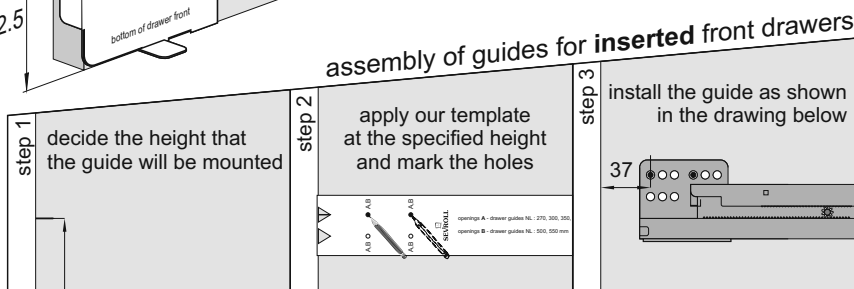 2.5
bottom of drawer front
assembly of guides for inserted front drawers
step 1
decide the height that
the guide will be mounted
step 2
apply our template
at the specified height
and mark the holes
A,B
A,B
A,B
A,B
SEVROLL
openings A - drawer guides NL : 270, 300, 350,
openings B - drawer guides NL : 500, 550 mm
step 3
install the guide as shown
in the drawing below
37